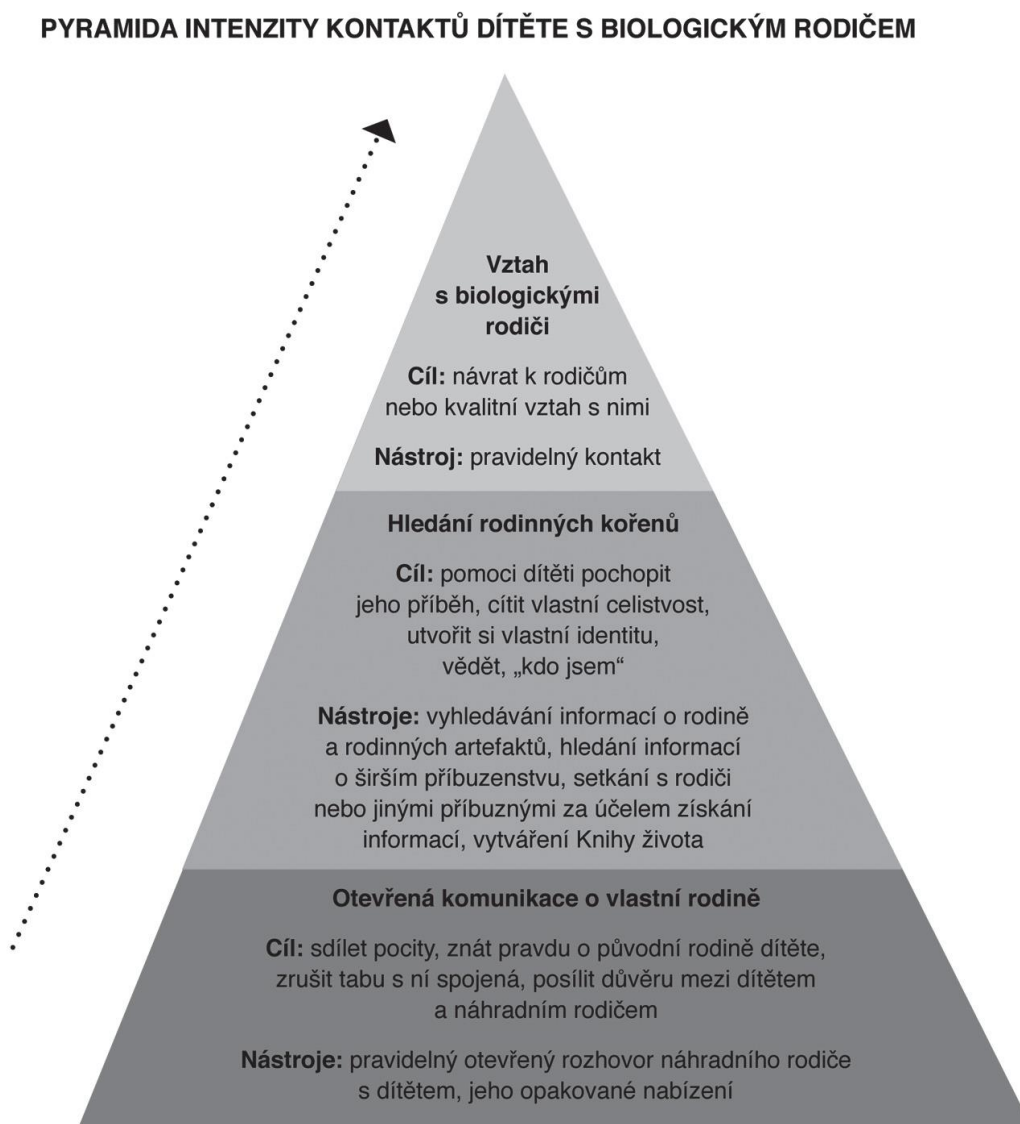 PYRAMIDA INTENZITY KONTAKTŮ DÍTĚTE S BIOLOGICKÝM RODIČEM
Vztah
s biologickými
rodiči
Cíl: návrat k rodičům
nebo kvalitní vztah s nimi
Nástroj: pravidelný kontakt
Hledání rodinných kořenů
Cíl: pomoci dítěti pochopit
jeho příběh, cítit vlastní celistvost,
utvořit si vlastní identitu,
vědět, „kdo jsem“
Nástroje: vyhledávání informací o rodině
a rodinných artefaktů, hledání informací
o širším příbuzenstvu, setkání s rodiči
nebo jinými příbuznými za účelem získání
informací, vytváření Knihy života
Otevřená komunikace o vlastní rodině
Cíl: sdílet pocity, znát pravdu o původní rodině dítěte,
zrušit tabu s ní spojená, posílit důvěru mezi dítětem
a náhradním rodičem
Nástroje: pravidelný otevřený rozhovor náhradního rodiče
s dítětem, jeho opakované nabízení